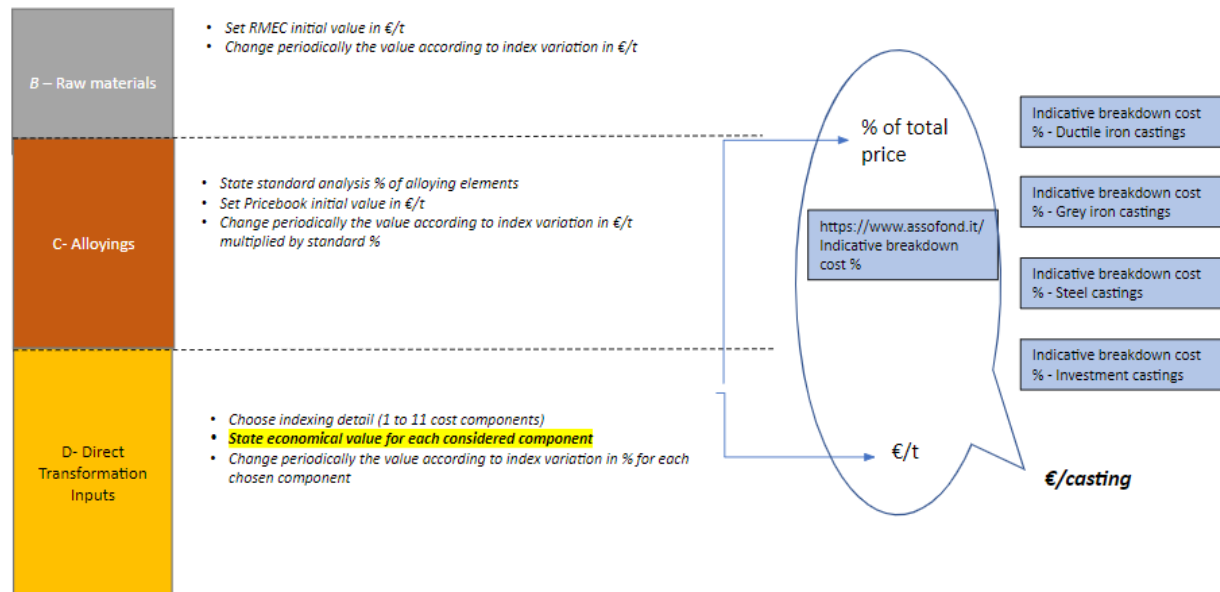 • Set RMEC initial value in €/t
• Change periodically the value according to index variation in €/t
B – Raw materials
• State standard analysis % of alloying elements
• Set Pricebook initial value in €/t
• Change periodically the value according to index variation in €/t
multiplied by standard %
C- Alloyings
• Choose indexing detail (1 to 11 cost components)
• State economical value for each considered component
• Change periodically the value according to index variation in % for each
chosen component
D- Direct
Transformation
Inputs
% of total
price
https://www.assofond.it/
Indicative breakdown
cost %
€/t
€/casting
Indicative breakdown cost
% - Ductile iron castings
Indicative breakdown cost
% - Grey iron castings
Indicative breakdown cost
% - Steel castings
Indicative breakdown cost
% - Investment castings